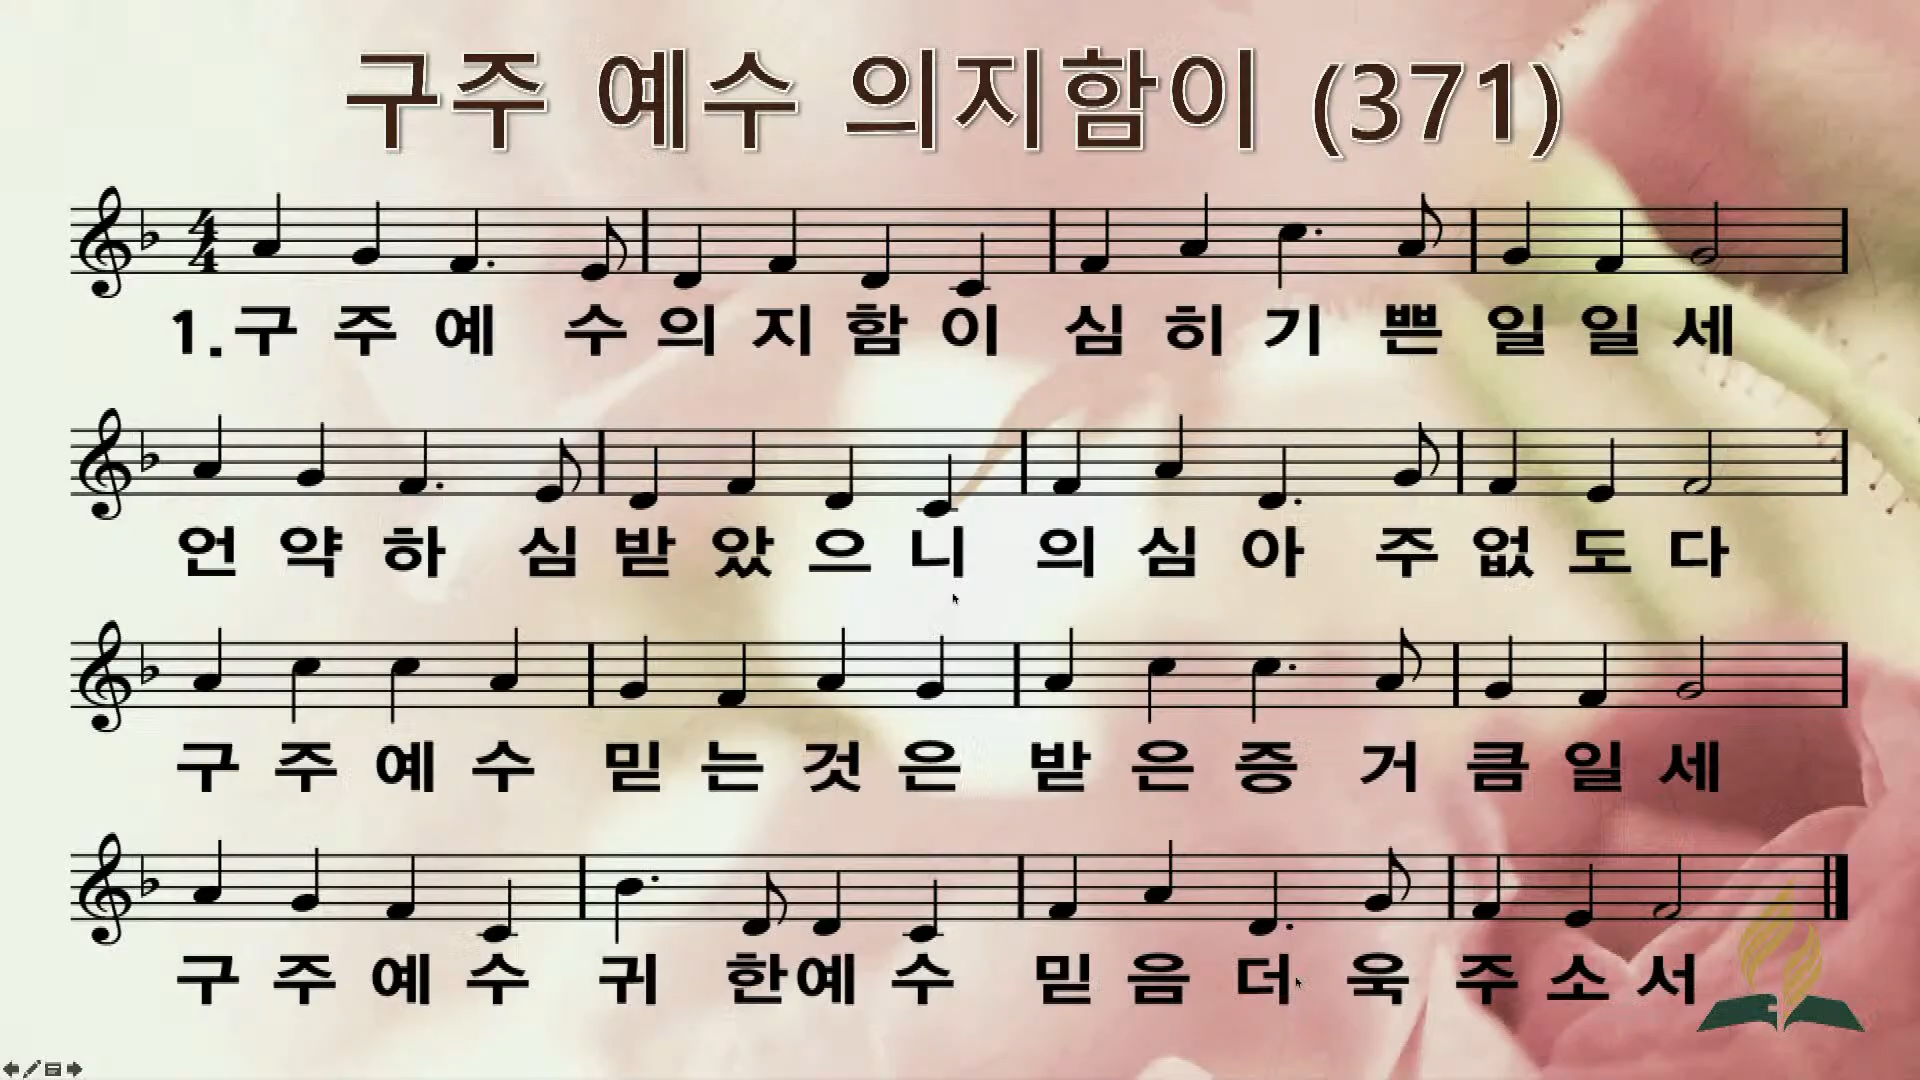 구주 예수 의지함이 (371)
4
4
1.구 주 예 수 의 지 함 이 심 히 기 쁜 일 일 세
언 약 하 심 받 았 으 니 의 심 아 주 없 도 다
구 주 예 수 믿 는 것 은 받 은 증 거 큼 일 세
구 주 예 수 귀 한 예 수 믿 음 더 욱 주 소 서